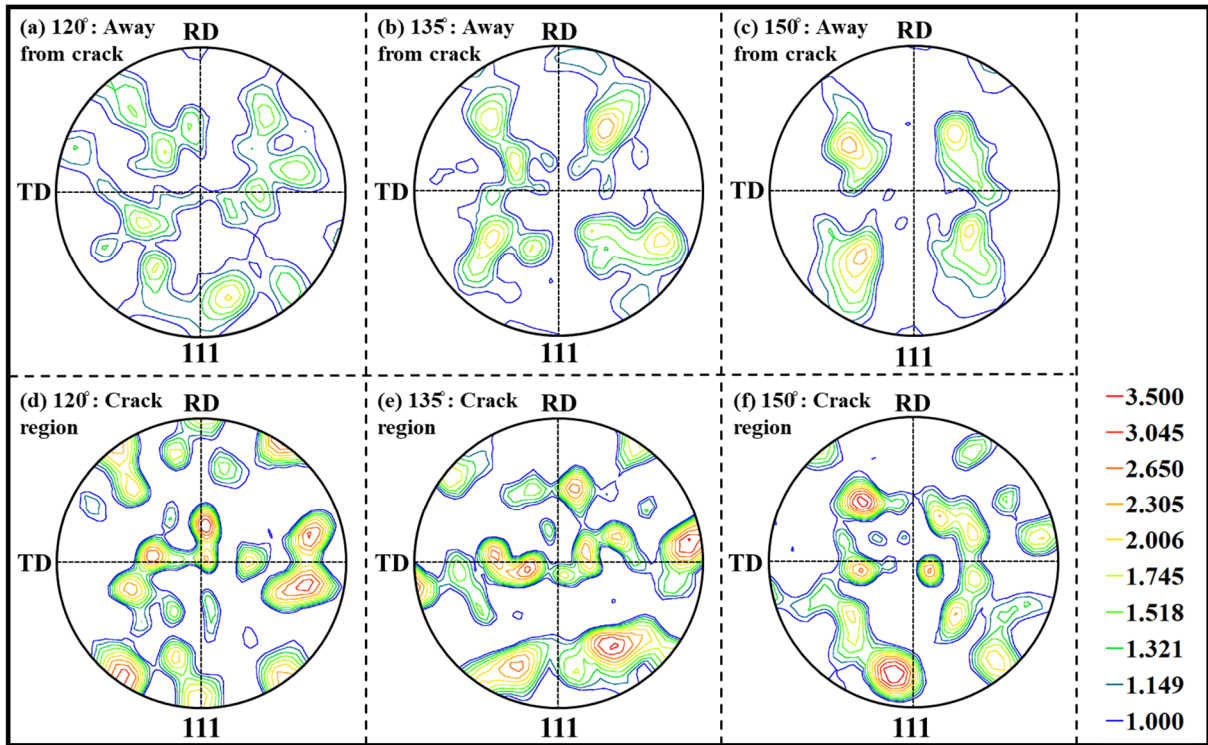 (a) 120°: Away
from crack
RD
TD
111
(b) 135°: Away
from crack
RD
TD
111
(c) 150°: Away
from crack
RD
TD
111
(d) 120°: Crack
region
RD
TD
111
(e) 135°: Crack
region
RD
TD
111
(f) 150°: Crack
region
RD
TD
111
3.500
3.045
2.650
2.305
2.006
1.745
1.518
1.321
1.149
1.000